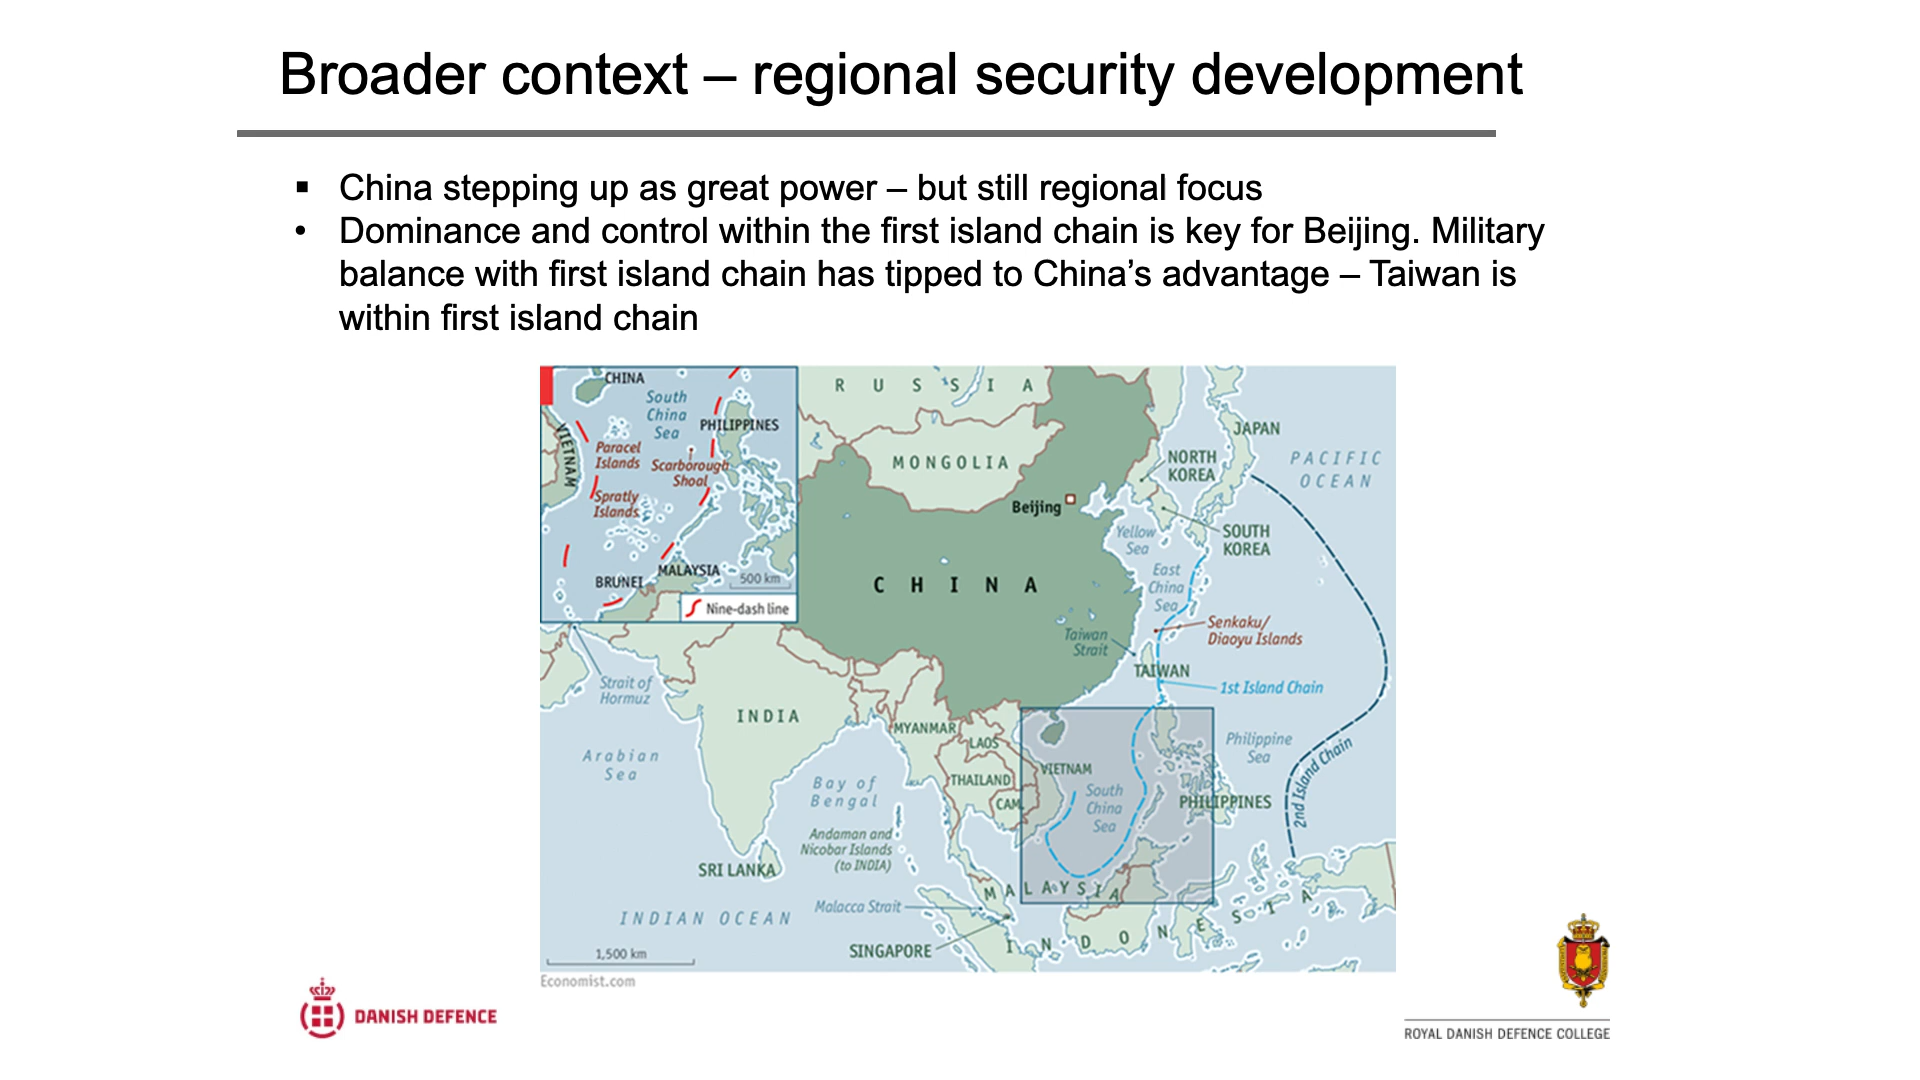 Broader context – regional security development
▪ China stepping up as great power – but still regional focus
• Dominance and control within the first island chain is key for Beijing. Military
balance with first island chain has tipped to China’s advantage – Taiwan is
within first island chain
CHINA
South
China
Sea
PHILIPPINES
VIETNAM
Paracel
Islands
Scarborough
Shoal
Spratly
Islands
MALAYSIA
BRUNEI
500 km
Nine-dash line
RUSSIA
MONGOLIA
JAPAN
NORTH
KOREA
PACIFIC
OCEAN
Beijing
Yellow
Sea
SOUTH
KOREA
CHINA
East
China
Sea
Senkaku/
Diaoyu Islands
Taiwan
Strait
TAIWAN
1st Island Chain
Strait of
Hormuz
INDIA
MYANMAR
LAOS
Philippine
Sea
Arabian
Sea
VIETNAM
THAILAND
Bay of
Bengal
South
China
Sea
CAM.
PHILIPPINES
2nd Island Chain
Andaman and
Nicobar Islands
(to INDIA)
SRI LANKA
MALAYSIA
Malacca Strait
INDIAN OCEAN
SINGAPORE
INDONESIA
1,500 km
Economist.com
DANISH DEFENCE
ROYAL DANISH DEFENCE COLLEGE